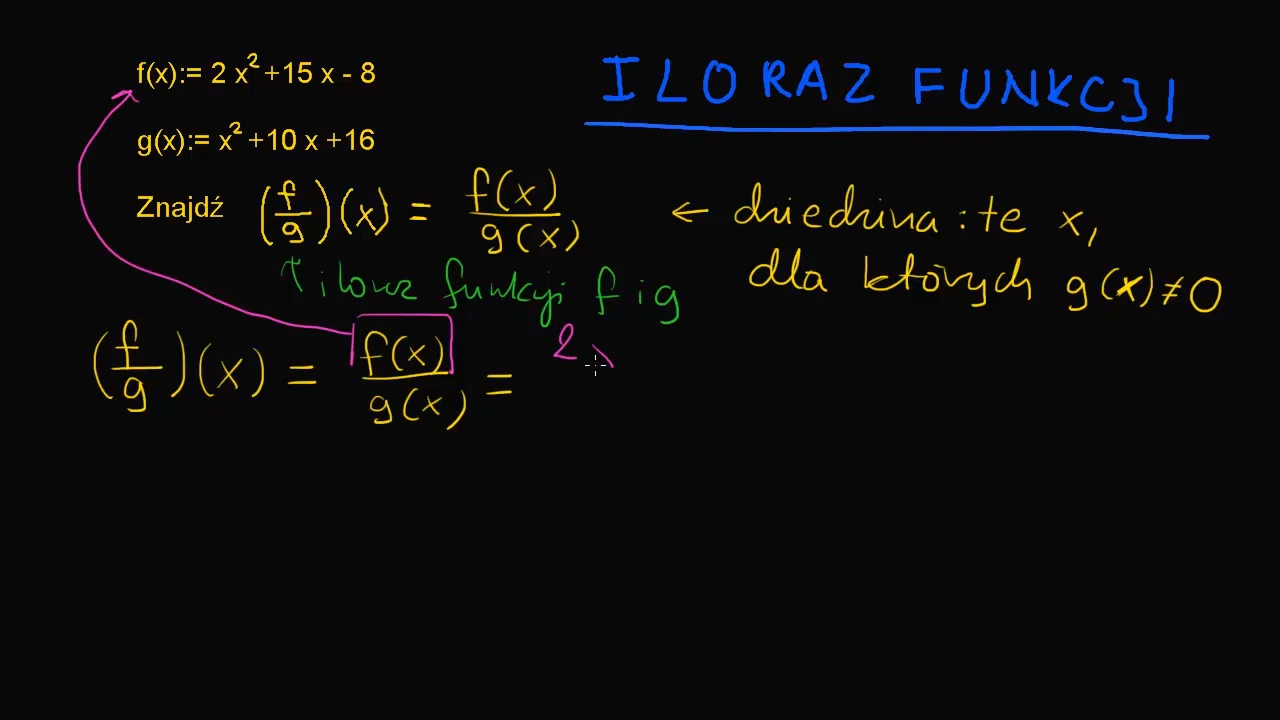 f(x):= 2 x² +15 x - 8
ILORAZ FUNKCJI
g(x):= x² +10 x +16
Znajdź (f/g)(x) = f(x)/g(x) ← dziedzina : te x,
dla których g(x)≠0
↑ iloraz funkcji f i g
(f/g)(x) = f(x)/g(x) = 2